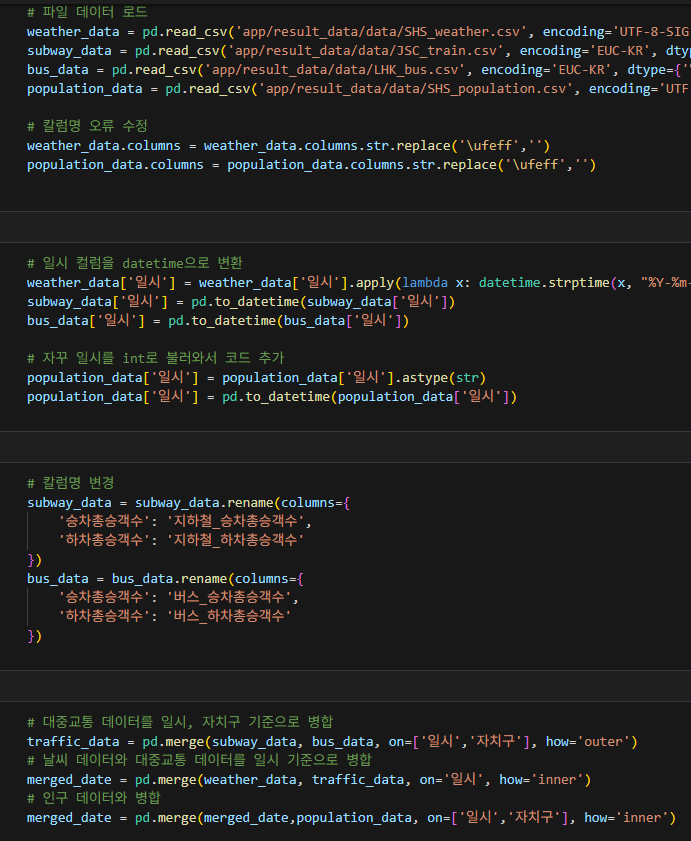 # 파일 데이터 로드
weather_data = pd.read_csv('app/result_data/data/SHS_weather.csv', encoding='UTF-8-SIG
subway_data = pd.read_csv('app/result_data/data/JSC_train.csv', encoding='EUC-KR', dtyp
bus_data = pd.read_csv('app/result_data/data/LHK_bus.csv', encoding='EUC-KR', dtype={'
population_data = pd.read_csv('app/result_data/data/SHS_population.csv', encoding='UTF
# 칼럼명 오류 수정
weather_data.columns = weather_data.columns.str.replace('\ufeff','')
population_data.columns = population_data.columns.str.replace('\ufeff','')
# 일시 컬럼을 datetime으로 변환
weather_data['일시'] = weather_data['일시'].apply(lambda x: datetime.strptime(x, "%Y-%m-
subway_data['일시'] = pd.to_datetime(subway_data['일시'])
bus_data['일시'] = pd.to_datetime(bus_data['일시'])
# 자꾸 일시를 int로 불러와서 코드 추가
population_data['일시'] = population_data['일시'].astype(str)
population_data['일시'] = pd.to_datetime(population_data['일시'])
# 칼럼명 변경
subway_data = subway_data.rename(columns={
'승차총승객수': '지하철_승차총승객수',
'하차총승객수': '지하철_하차총승객수'
})
bus_data = bus_data.rename(columns={
'승차총승객수': '버스_승차총승객수',
'하차총승객수': '버스_하차총승객수'
})
# 대중교통 데이터를 일시, 자치구 기준으로 병합
traffic_data = pd.merge(subway_data, bus_data, on=['일시','자치구'], how='outer')
# 날씨 데이터와 대중교통 데이터를 일시 기준으로 병합
merged_date = pd.merge(weather_data, traffic_data, on='일시', how='inner')
# 인구 데이터와 병합
merged_date = pd.merge(merged_date,population_data, on=['일시','자치구'], how='inner')